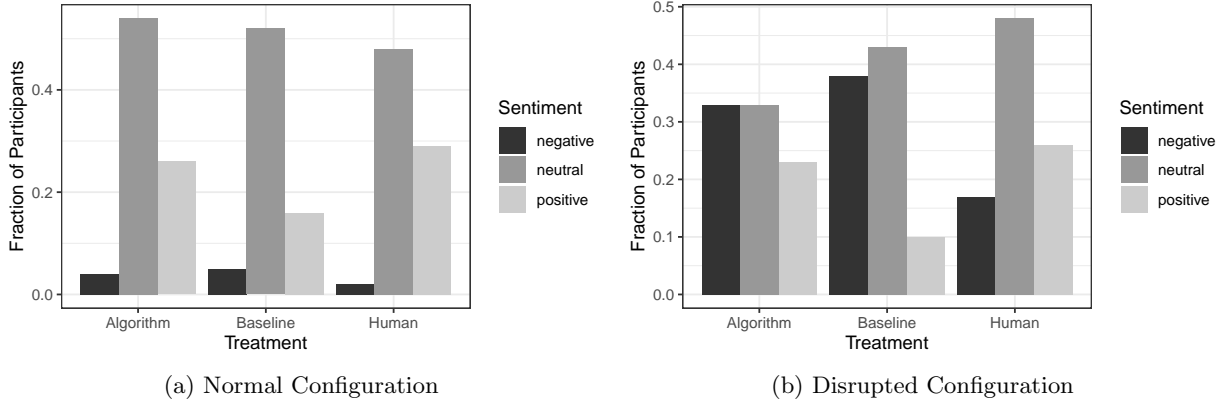 Fraction of Participants
0.4
0.2
0.0
Algorithm Baseline Human
Treatment
Sentiment
negative
neutral
positive
(a) Normal Configuration
Fraction of Participants
0.5
0.4
0.3
0.2
0.1
0.0
Algorithm Baseline Human
Treatment
Sentiment
negative
neutral
positive
(b) Disrupted Configuration